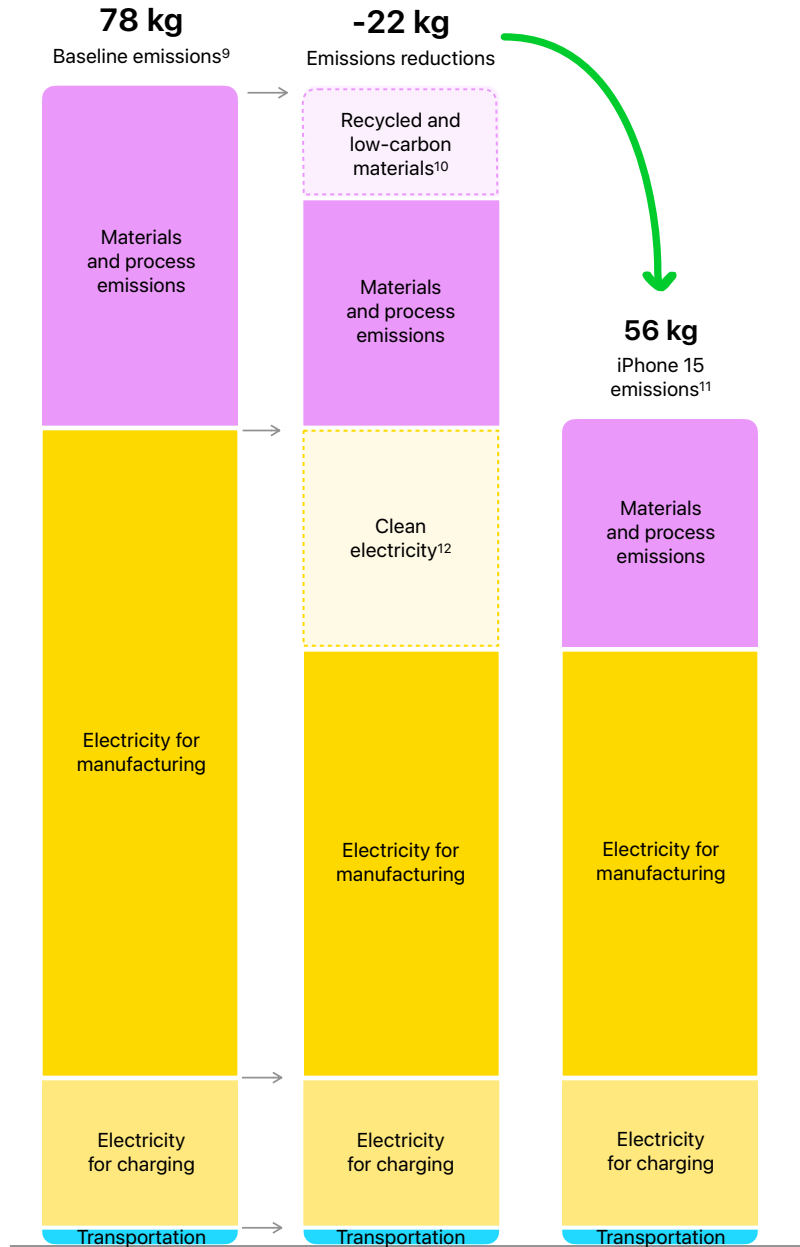 78 kg
Baseline emissions⁹
Materials
and process
emissions
Electricity for
manufacturing
Electricity
for charging
Transportation
-22 kg
Emissions reductions
Recycled and
low-carbon
materials¹⁰
Materials
and process
emissions
Clean
electricity¹²
Electricity for
manufacturing
Electricity
for charging
Transportation
56 kg
iPhone 15
emissions¹¹
Materials
and process
emissions
Electricity for
manufacturing
Electricity
for charging
Transportation